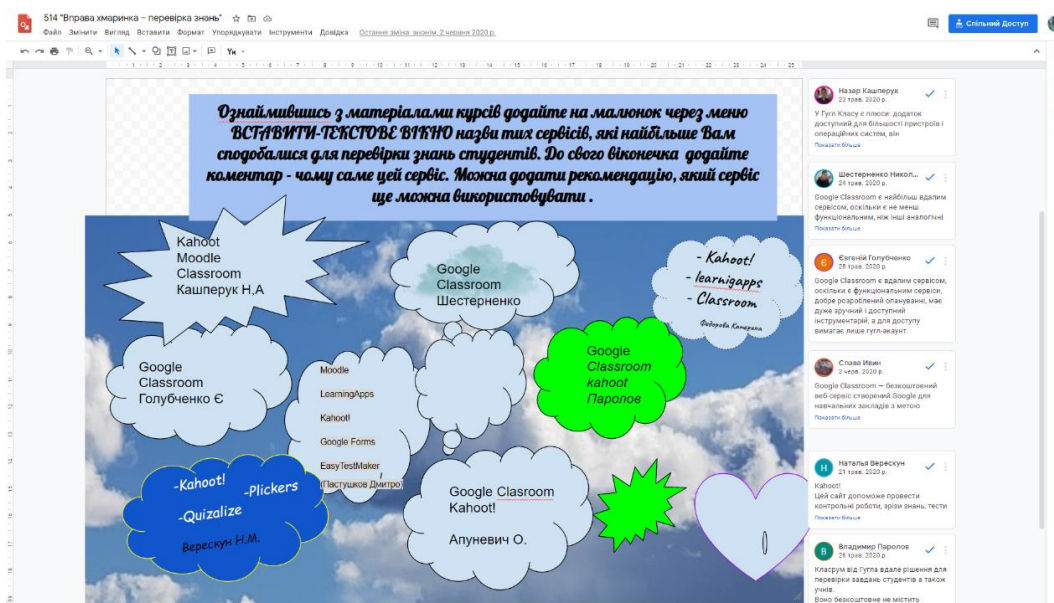 514 "Вправа хмаринка – перевірка знань"
Файл Змінити Вигляд Вставити Формат Упорядкувати Інструменти Довідка Остання зміна: анонім, 2 червня 2020 р.
Спільний Доступ
Ознаймившись з матеріалами курсів додайте на малюнок через меню
ВСТАВИТИ-ТЕКСТОВЕ ВІКНО назви тих сервісів, які найбільше Вам
сподобалися для перевірки знань студентів. До свого віконечка додайте
коментар - чому саме цей сервіс. Можна додати рекомендацію, який сервіс
ще можна використовувати .
Kahoot
Moodle
Classroom
Кашперук Н,А
Google
Classroom
Шестерненко
- Kahoot!
- learnigapps
- Classroom
Федорова Катерина
Google
Classroom
Голубченко Є
Moodle
LearningApps
Kahoot!
Google Forms
EasyTestMaker
(Пастушков Дмитро)
Google
Classroom
kahoot
Паролов
-Kahoot!
-Plickers
-Quizalize
Верескун Н.М.
Google Clasroom
Kahoot!
Апуневич О.
Назар Кашперук
23 трав. 2020 р.
У Гугл Класу є плюси: додаток
доступний для більшості пристроїв і
операційних систем, він
Показати більше
Шестерненко Никол...
24 трав. 2020 р.
Google Classroom є найбільш вдалим
сервісом, оскільки є не менш
функціональним, ніж інші аналогічні
Показати більше
Євгеній Голубченко
28 трав. 2020 р.
Google Classroom є вдалим сервісом,
оскільки є функціональним сервіси,
добре розроблений опануванні, має
дуже зручний і доступний
інструментарій, а для доступу
вимагає лише гугл-акаунт.
Слава Ивин
2 черв. 2020 р.
Google Classroom — безкоштовний
веб-сервіс створений Google для
навчальних закладів з метою
Показати більше
Наталья Верескун
21 трав. 2020 р.
Kahoot!
Цей сайт допоможе провести
контрольні роботи, зрізи знань, тести
Показати більше
Владимир Паролов
26 трав. 2020 р.
Класрум від Гугла вдале рішення для
перевірки завдань студентів а також
учнів.
Воно безкоштовне не містить